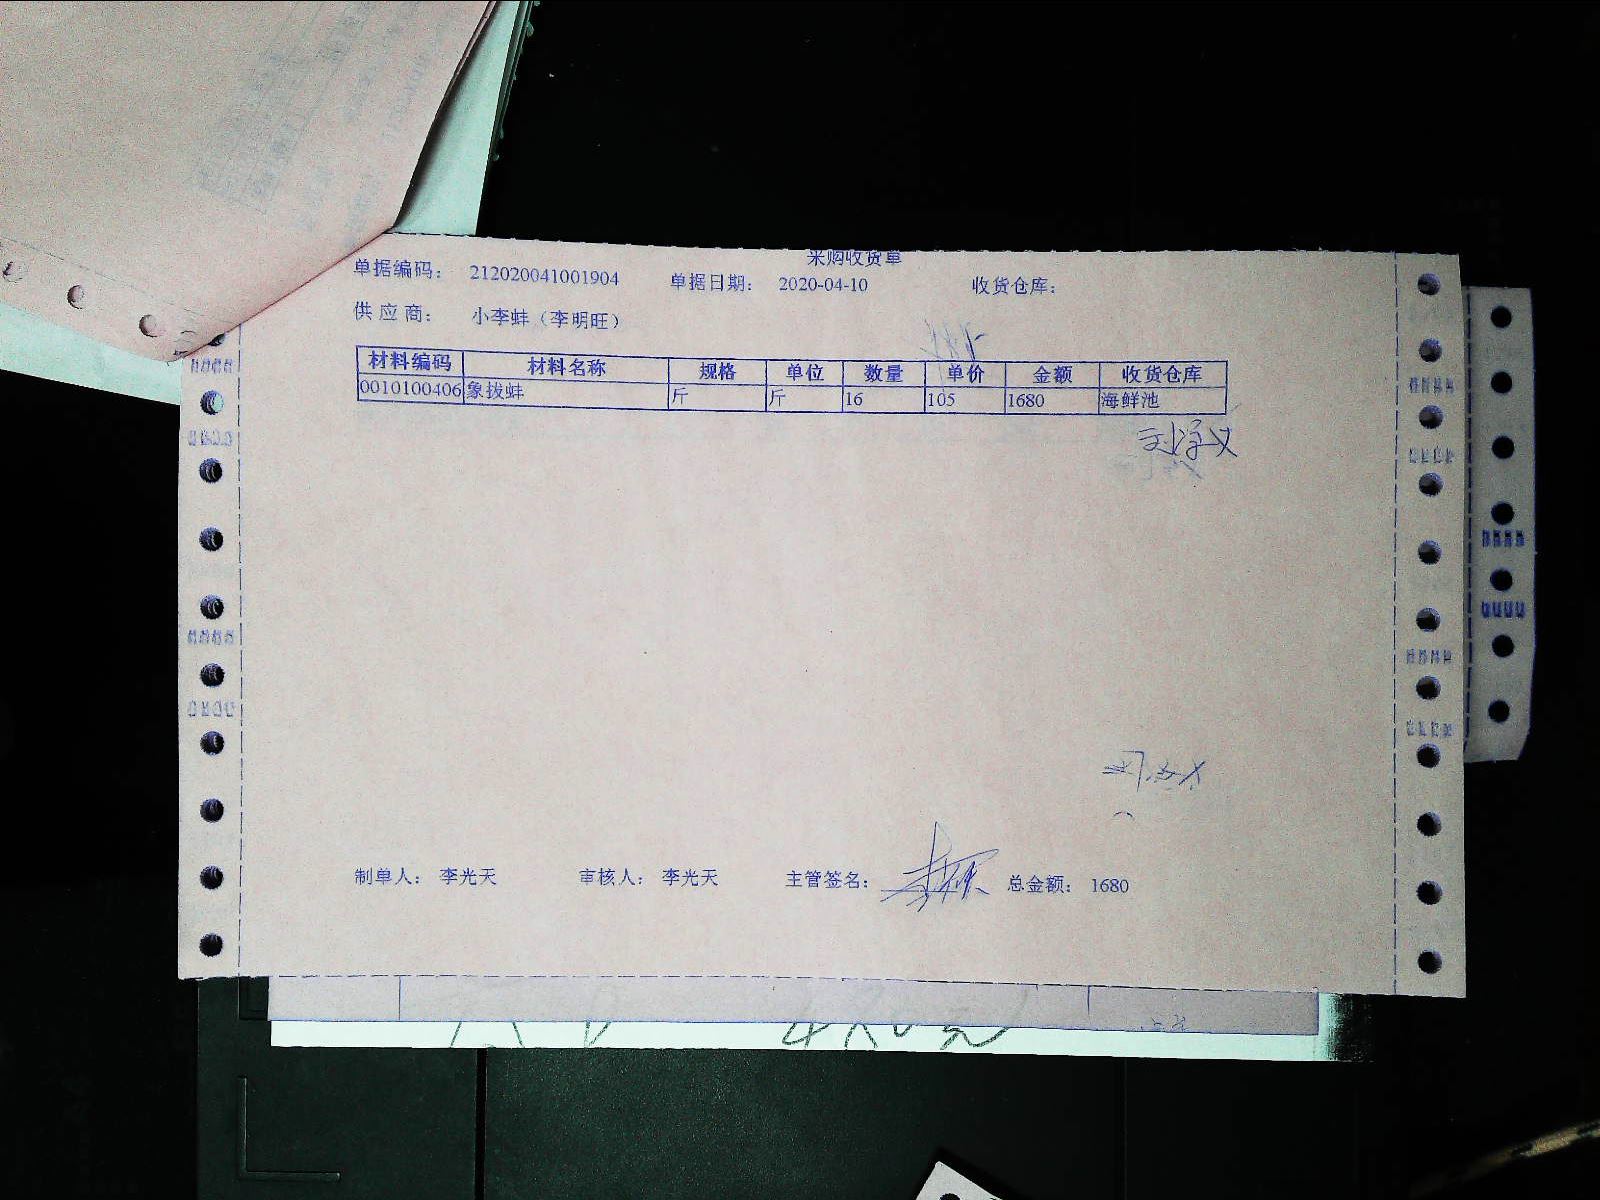 采购收货单
单据编码: 212020041001904 单据日期: 2020-04-10 收货仓库:
供应商: 小李蚌（李明旺）
材料编码 材料名称 规格 单位 数量 单价 金额 收货仓库
0010100406 象拔蚌 斤 斤 16 105 1680 海鲜池
制单人: 李光天 审核人: 李光天 主管签名: 总金额: 1680